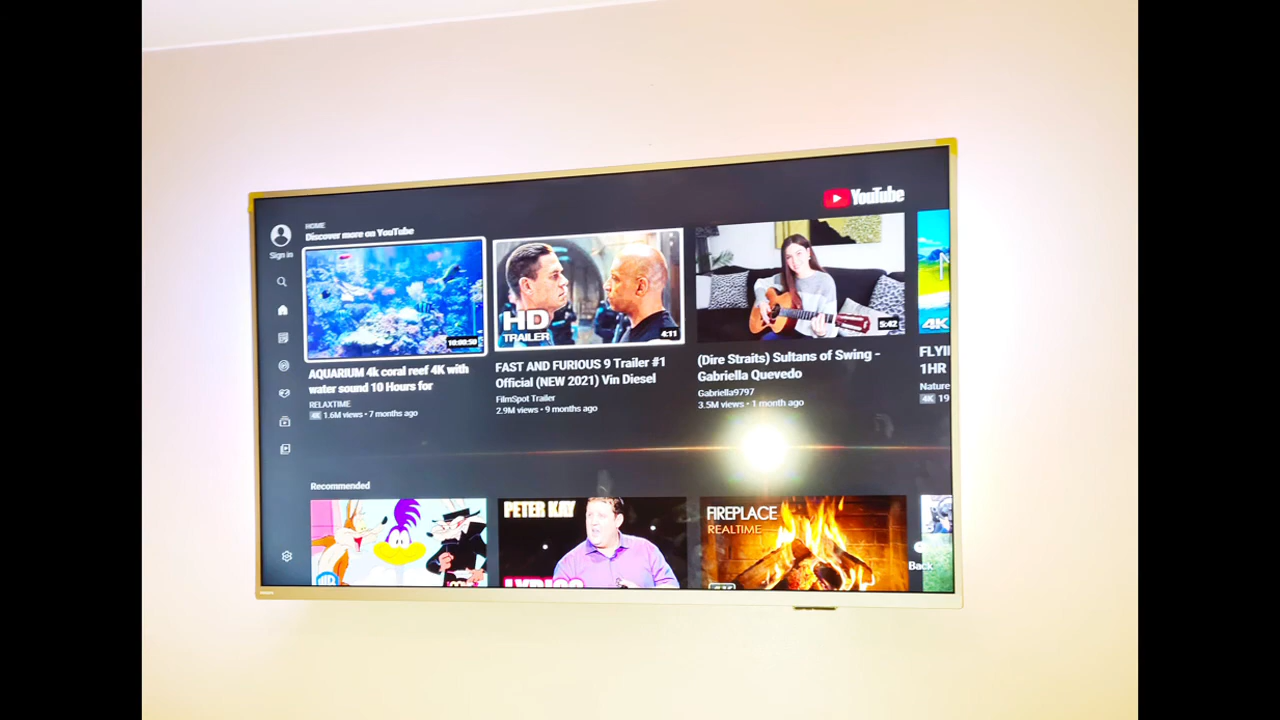 YouTube
HOME
Discover more on YouTube
Sign in
10:00:50
HD
TRAILER
4:11
5:42
4K
AQUARIUM 4k coral reef 4K with
water sound 10 Hours for
RELAXTIME
4K 1.6M views • 7 months ago
FAST AND FURIOUS 9 Trailer #1
Official (NEW 2021) Vin Diesel
FilmSpot Trailer
2.9M views • 9 months ago
(Dire Straits) Sultans of Swing -
Gabriella Quevedo
Gabriella9797
3.5M views • 1 month ago
FLYI
1HR
Nature
4K 19
Recommended
PETER KAY
LYRICS
FIREPLACE
REALTIME
Back
PHILIPS